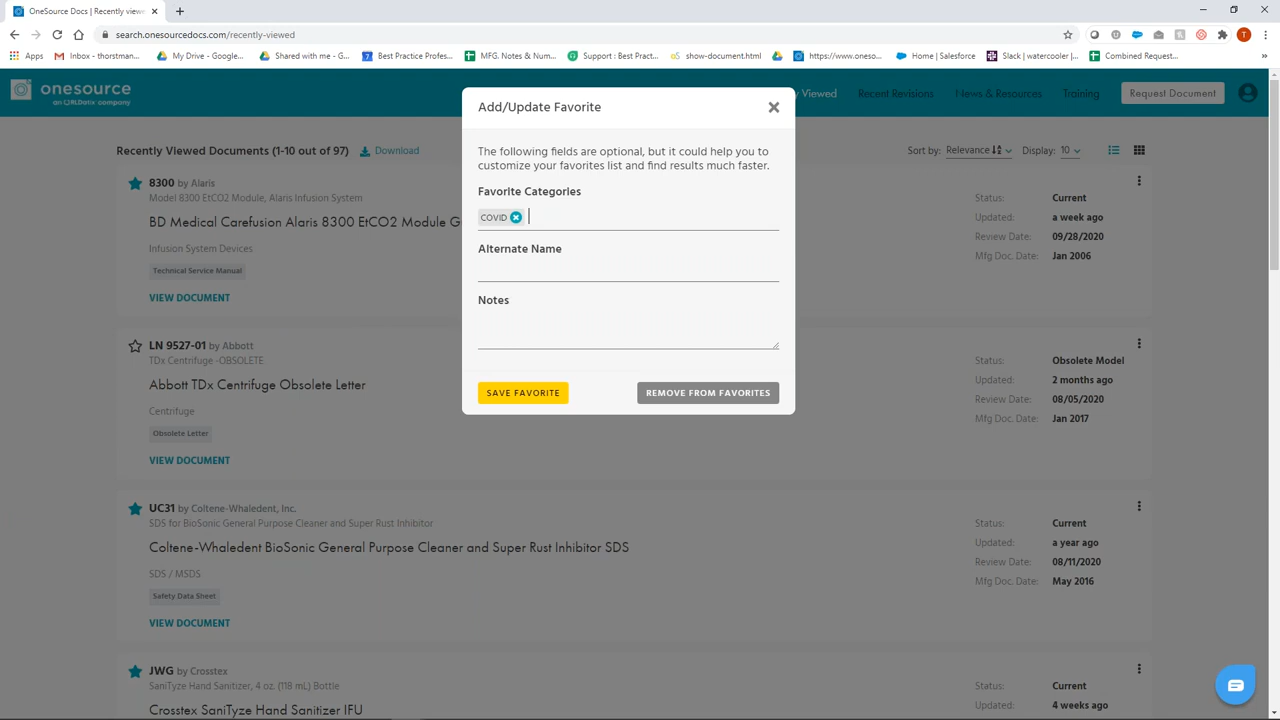 OneSource Docs | Recently viewed
search.onesourcedocs.com/recently-viewed
T
Apps
Inbox - thorstman...
My Drive - Google...
Shared with me - G...
Best Practice Profes...
MFG. Notes & Num...
Support : Best Pract...
show-document.html
https://www.oneso...
Home | Salesforce
Slack | watercooler |...
Combined Request...
onesource
an RLDatix company
y Viewed
Recent Revisions
News & Resources
Training
Request Document
Recently Viewed Documents (1-10 out of 97)
Download
Sort by:
Relevance
Display:
10
8300 by Alaris
Model 8300 EtCO2 Module, Alaris Infusion System
BD Medical Carefusion Alaris 8300 EtCO2 Module G
Infusion System Devices
Technical Service Manual
VIEW DOCUMENT
Status: Current
Updated: a week ago
Review Date: 09/28/2020
Mfg Doc. Date: Jan 2006
LN 9527-01 by Abbott
TDx Centrifuge -OBSOLETE
Abbott TDx Centrifuge Obsolete Letter
Centrifuge
Obsolete Letter
VIEW DOCUMENT
Status: Obsolete Model
Updated: 2 months ago
Review Date: 08/05/2020
Mfg Doc. Date: Jan 2017
UC31 by Coltene-Whaledent, Inc.
SDS for BioSonic General Purpose Cleaner and Super Rust Inhibitor
Coltene-Whaledent BioSonic General Purpose Cleaner and Super Rust Inhibitor SDS
SDS / MSDS
Safety Data Sheet
VIEW DOCUMENT
Status: Current
Updated: a year ago
Review Date: 08/11/2020
Mfg Doc. Date: May 2016
JWG by Crosstex
SaniTyze Hand Sanitizer, 4 oz. (118 mL) Bottle
Crosstex SaniTyze Hand Sanitizer IFU
Status: Current
Updated: 4 weeks ago
Add/Update Favorite
The following fields are optional, but it could help you to
customize your favorites list and find results much faster.
Favorite Categories
COVID
Alternate Name
Notes
SAVE FAVORITE
REMOVE FROM FAVORITES